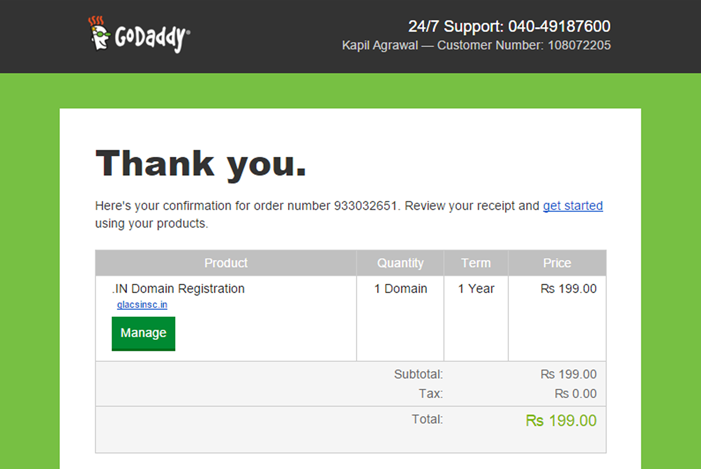 GoDaddy®
24/7 Support: 040-49187600
Kapil Agrawal — Customer Number: 108072205
Thank you.
Here's your confirmation for order number 933032651. Review your receipt and get started
using your products.
Product Quantity Term Price
.IN Domain Registration 1 Domain 1 Year Rs 199.00
qlacsinsc.in
Manage
Subtotal: Rs 199.00
Tax: Rs 0.00
Total: Rs 199.00